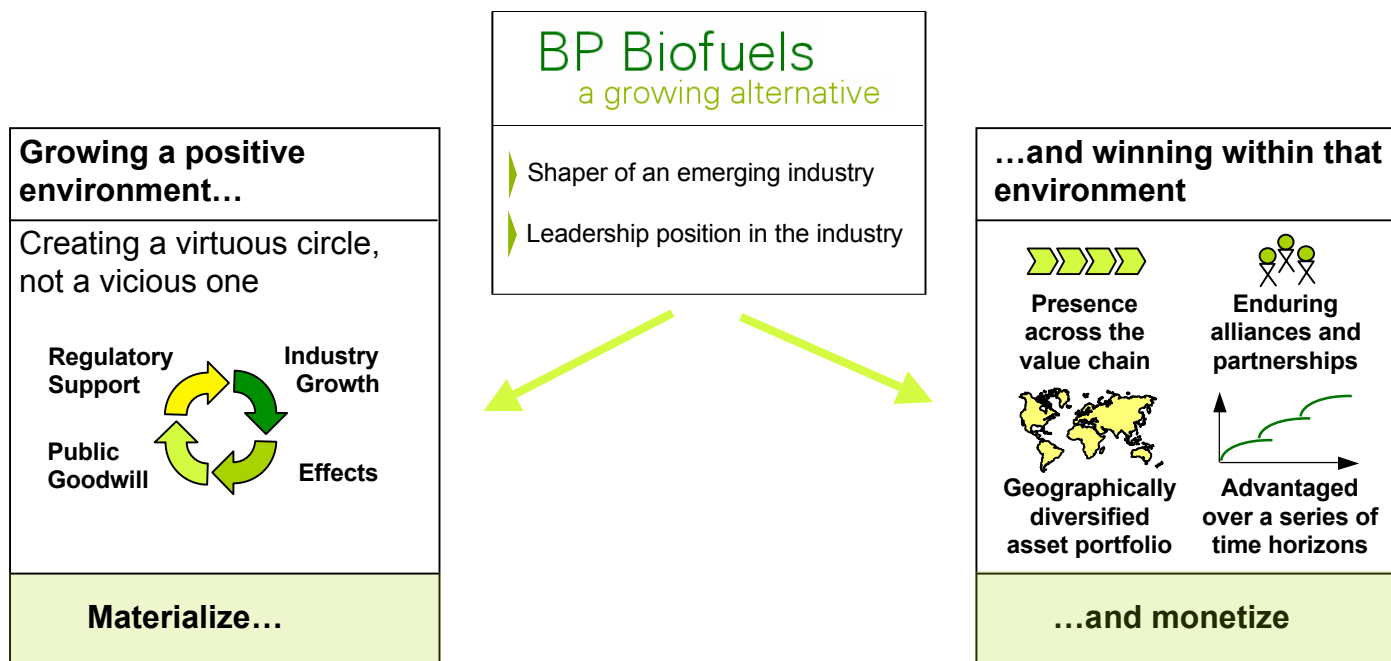 BP Biofuels
a growing alternative
Shaper of an emerging industry
Leadership position in the industry
Growing a positive
environment…
Creating a virtuous circle,
not a vicious one
Regulatory
Support
Industry
Growth
Public
Goodwill
Effects
Materialize…
…and winning within that
environment
Presence
across the
value chain
Enduring
alliances and
partnerships
Geographically
diversified
asset portfolio
Advantaged
over a series of
time horizons
…and monetize